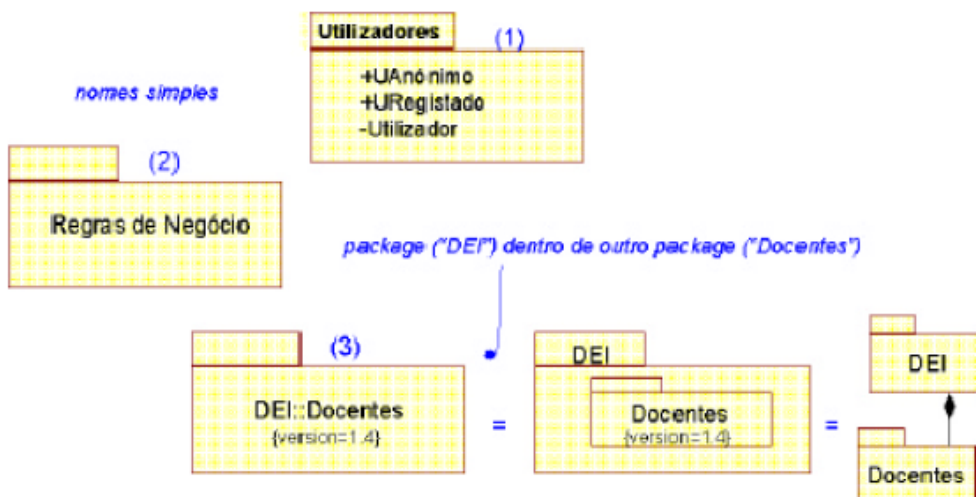 Utilizadores
(1)
+UAnónimo
+URegistado
-Utilizador
nomes simples
(2)
Regras de Negócio
package ("DEI") dentro de outro package ("Docentes")
(3)
DEI::Docentes
{version=1.4}
=
DEI
Docentes
{version=1.4}
=
DEI
Docentes